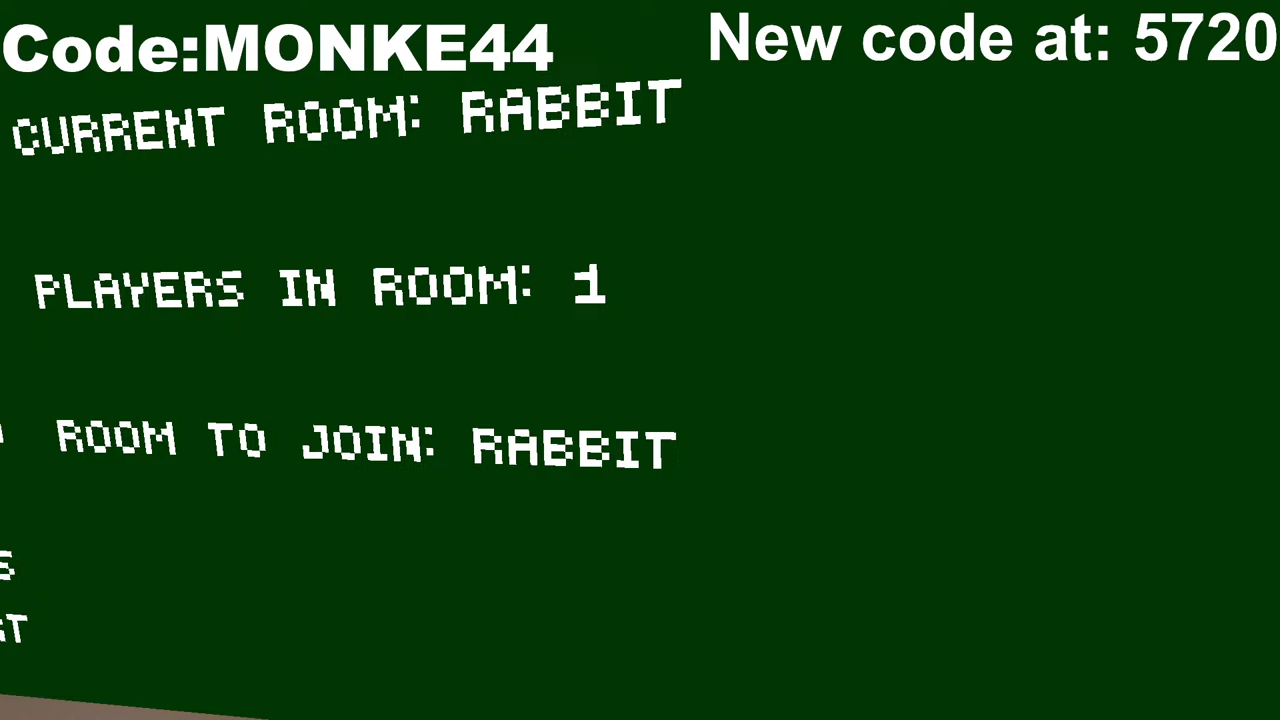 Code:MONKE44
New code at: 5720
CURRENT ROOM: RABBIT
PLAYERS IN ROOM: 1
ROOM TO JOIN: RABBIT